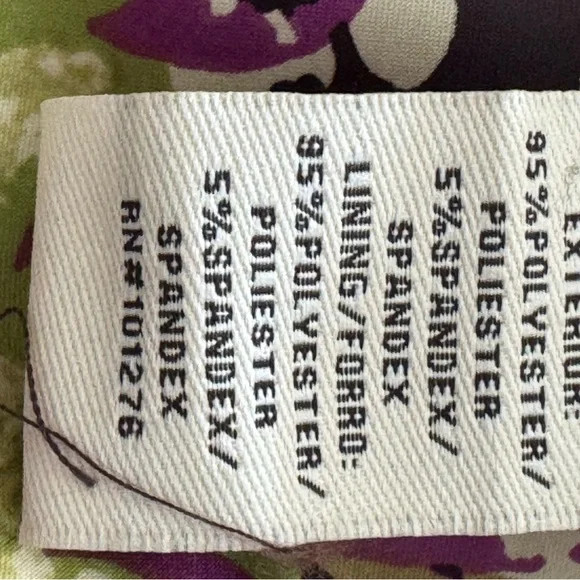 EXTERIOR:
95%POLYESTER/
POLIESTER
5%SPANDEX/
SPANDEX
LINING/FORRO:
95%POLYESTER/
POLIESTER
5%SPANDEX/
SPANDEX
RN#101276